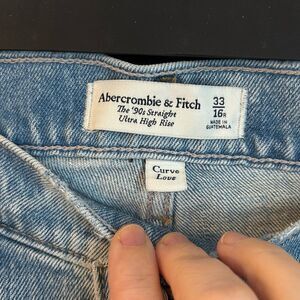 Abercrombie & Fitch
The '90s Straight
Ultra High Rise
33
16R
MADE IN
GUATEMALA
Curve
Love